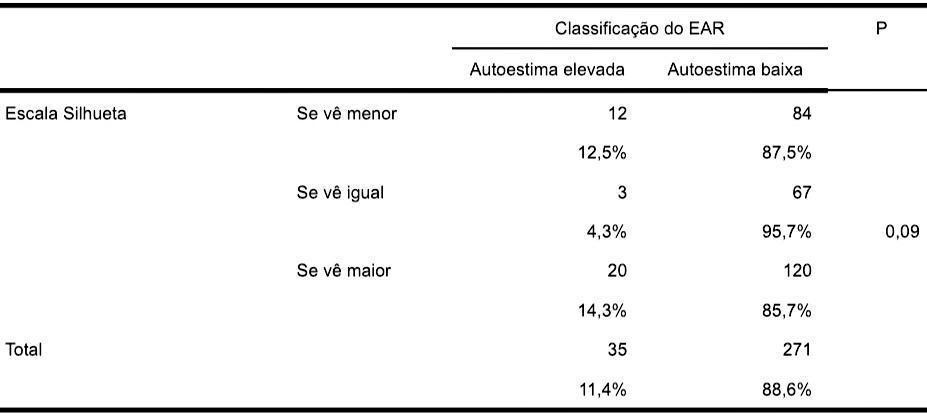 Classificação do EAR P
Autoestima elevada Autoestima baixa
Escala Silhueta Se vê menor 12 84
12,5% 87,5%
Se vê igual 3 67
4,3% 95,7% 0,09
Se vê maior 20 120
14,3% 85,7%
Total 35 271
11,4% 88,6%